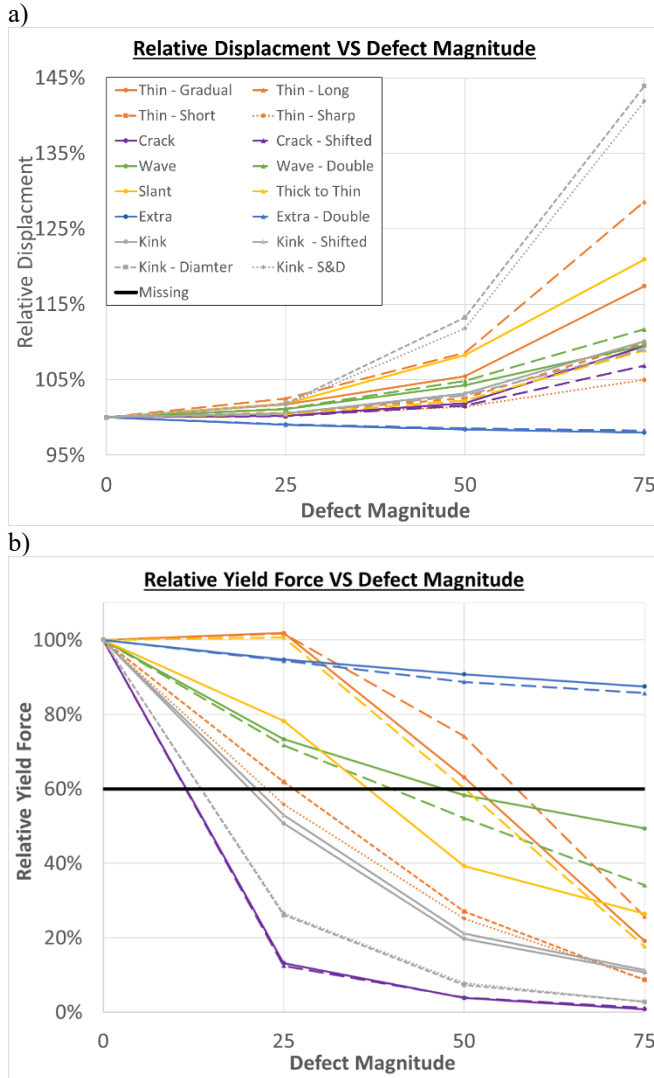 a)
Relative Displacment VS Defect Magnitude
145%
Thin - Gradual Thin - Long
Thin - Short Thin - Sharp
135%
Crack Crack - Shifted
Wave Wave - Double
Slant Thick to Thin
125%
Extra Extra - Double
Kink Kink - Shifted
Kink - Diamter Kink - S&D
115%
Missing
105%
95%
Relative Displacment
0 25 50 75
Defect Magnitude
b)
Relative Yield Force VS Defect Magnitude
100%
80%
60%
40%
20%
0%
Relative Yield Force
0 25 50 75
Defect Magnitude